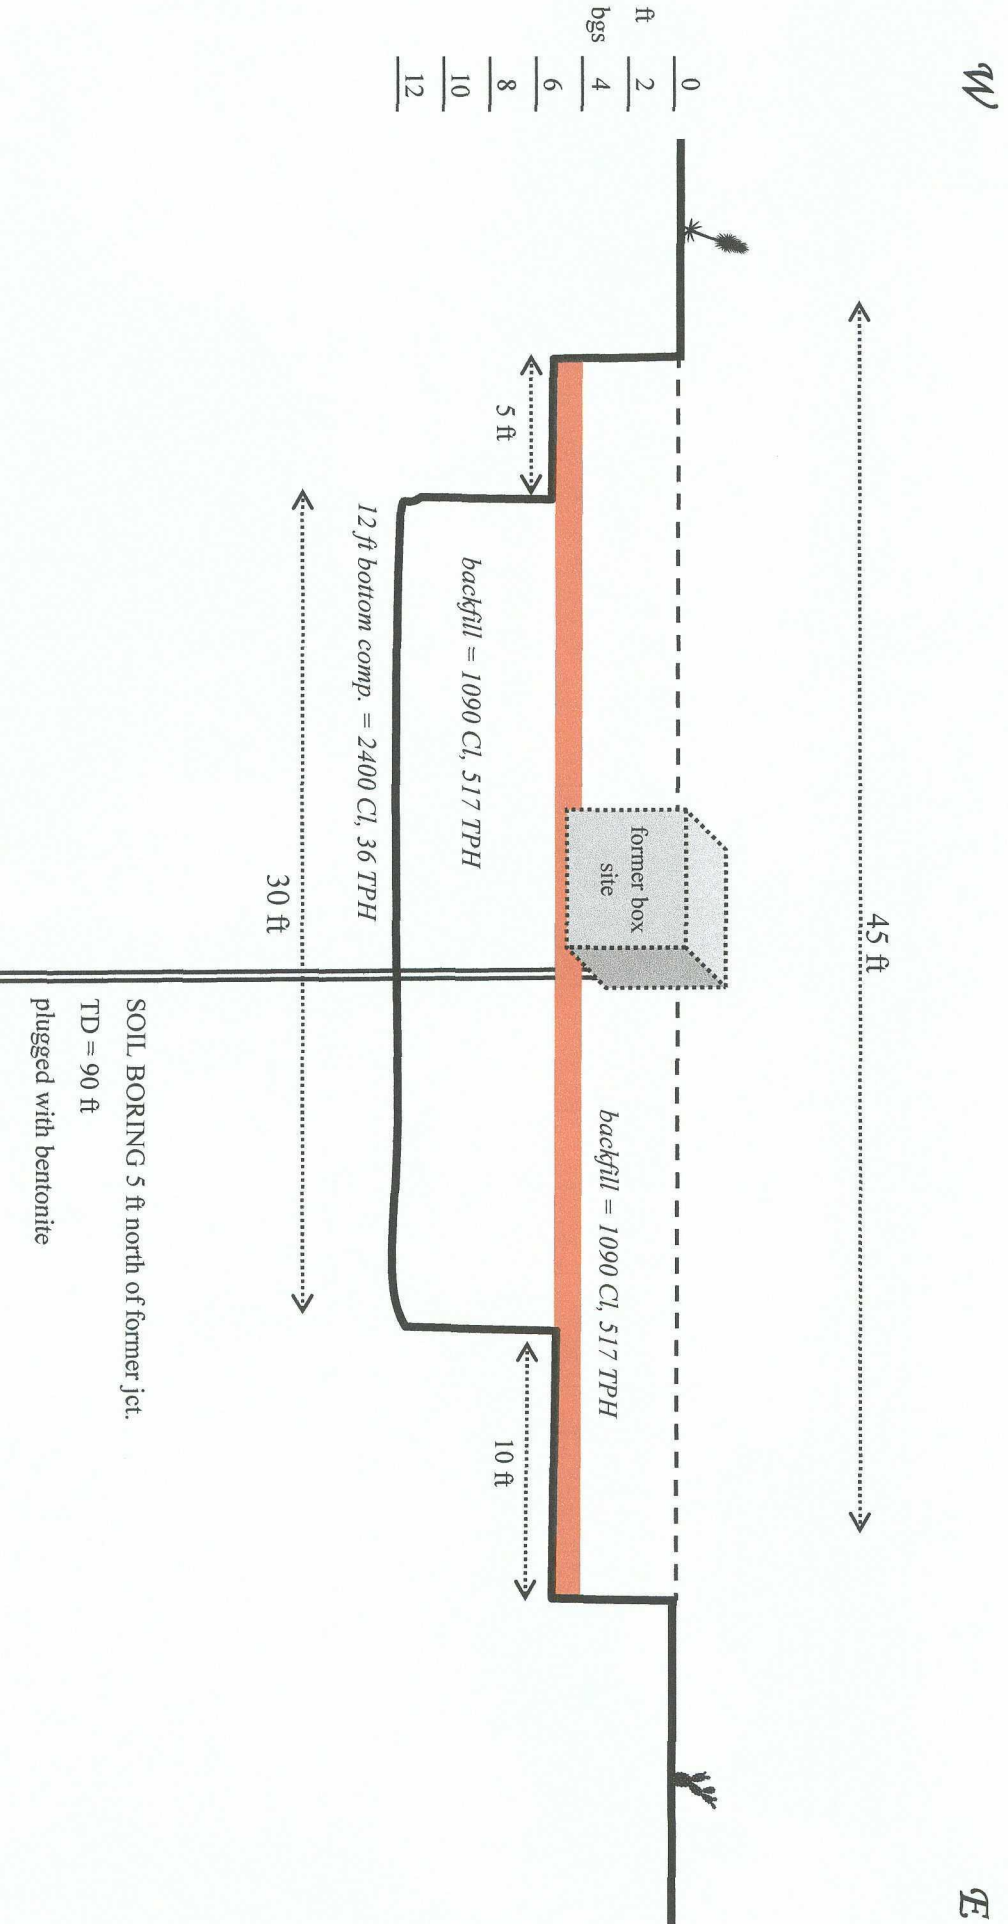 W
E
45 ft
ft
bgs
0
2
4
6
8
10
12
former box
site
backfill = 1090 Cl, 517 TPH
5 ft
10 ft
backfill = 1090 Cl, 517 TPH
12 ft bottom comp. = 2400 Cl, 36 TPH
30 ft
SOIL BORING 5 ft north of former jct.
TD = 90 ft
plugged with bentonite